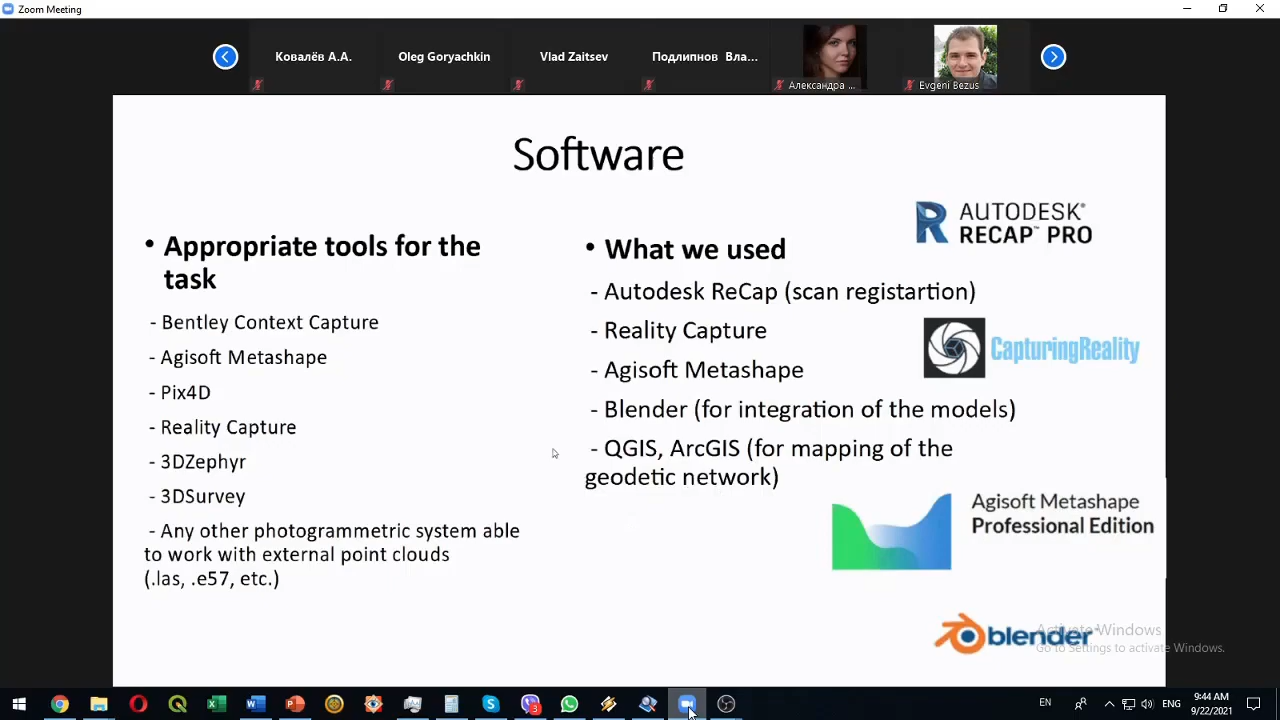 Zoom Meeting
Ковалёв А.А.
Oleg Goryachkin
Vlad Zaitsev
Подлипнов Вла...
Александра ...
Evgeni Bezus
Software
• Appropriate tools for the
task
- Bentley Context Capture
- Agisoft Metashape
- Pix4D
- Reality Capture
- 3DZephyr
- 3DSurvey
- Any other photogrammetric system able
to work with external point clouds
(.las, .e57, etc.)
• What we used
- Autodesk ReCap (scan registartion)
- Reality Capture
- Agisoft Metashape
- Blender (for integration of the models)
- QGIS, ArcGIS (for mapping of the
geodetic network)
AUTODESK®
RECAP™ PRO
CapturingReality
Agisoft Metashape
Professional Edition
blender
Activate Windows
Go to Settings to activate Windows.
3
EN
ENG
9:44 AM
9/22/2021